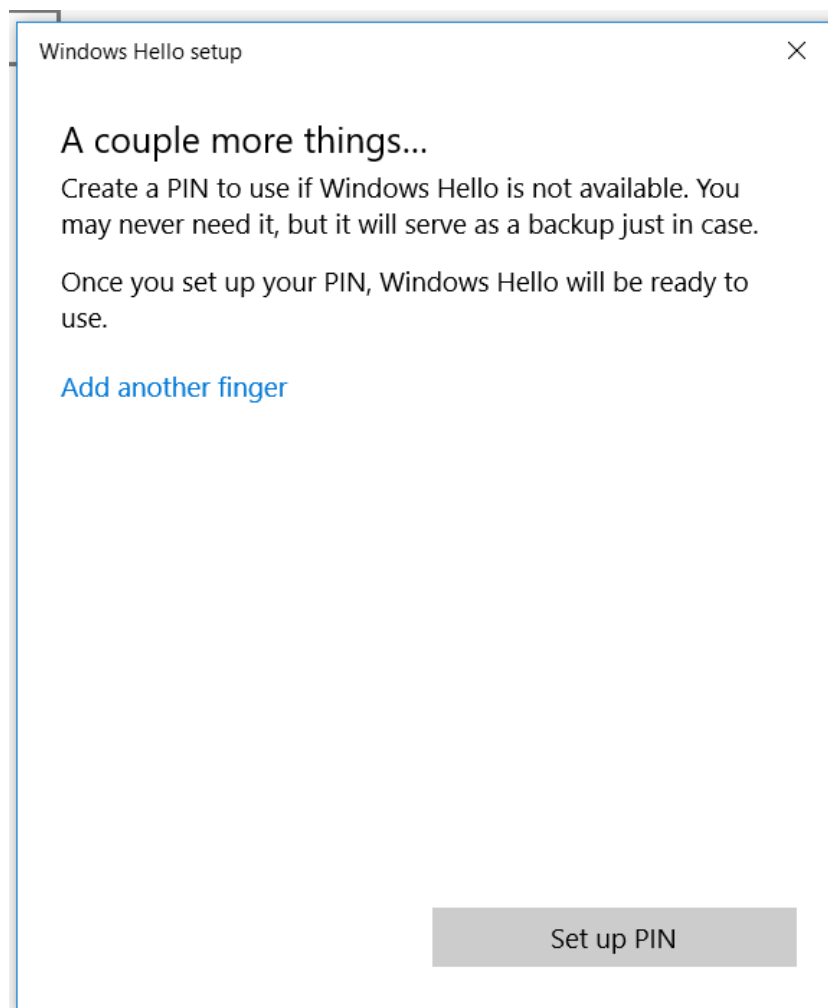 Windows Hello setup
A couple more things...
Create a PIN to use if Windows Hello is not available. You
may never need it, but it will serve as a backup just in case.
Once you set up your PIN, Windows Hello will be ready to
use.
Add another finger
Set up PIN